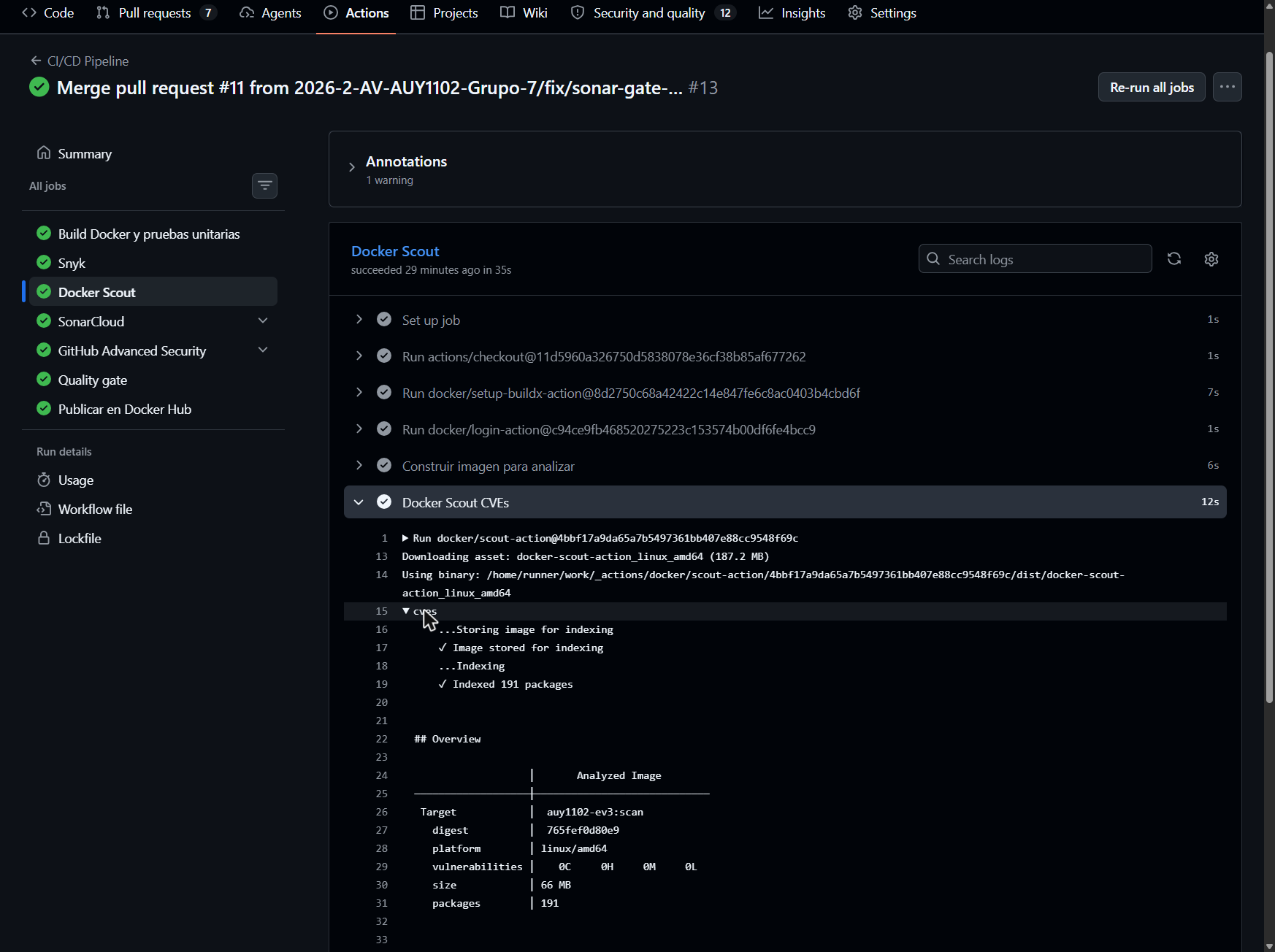 Code Pull requests 7 Agents Actions Projects Wiki Security and quality 12 Insights Settings
← CI/CD Pipeline
Merge pull request #11 from 2026-2-AV-AUY1102-Grupo-7/fix/sonar-gate-... #13
Re-run all jobs
Summary
All jobs
Build Docker y pruebas unitarias
Snyk
Docker Scout
SonarCloud
GitHub Advanced Security
Quality gate
Publicar en Docker Hub
Run details
Usage
Workflow file
Lockfile
Annotations
1 warning
Docker Scout
succeeded 29 minutes ago in 35s
Search logs
Set up job 1s
Run actions/checkout@11d5960a326750d5838078e36cf38b85af677262 1s
Run docker/setup-buildx-action@8d2750c68a42422c14e847fe6c8ac0403b4cbd6f 7s
Run docker/login-action@c94ce9fb468520275223c153574b00df6fe4bcc9 1s
Construir imagen para analizar 6s
Docker Scout CVEs 12s
1 Run docker/scout-action@4bbf17a9da65a7b5497361bb407e88cc9548f69c
13 Downloading asset: docker-scout-action_linux_amd64 (187.2 MB)
14 Using binary: /home/runner/work/_actions/docker/scout-action/4bbf17a9da65a7b5497361bb407e88cc9548f69c/dist/docker-scout-
action_linux_amd64
15 cves
16 ...Storing image for indexing
17 ✓ Image stored for indexing
18 ...Indexing
19 ✓ Indexed 191 packages
20
21
22 ## Overview
23
24 │ Analyzed Image
25
26 Target │ auy1102-ev3:scan
27 digest │ 765fef0d80e9
28 platform │ linux/amd64
29 vulnerabilities │ 0C 0H 0M 0L
30 size │ 66 MB
31 packages │ 191
32
33